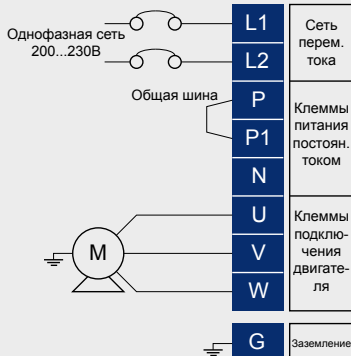 Однофазная сеть
200...230В
L1
L2
Сеть
перем.
тока
Общая шина
P
P1
N
Клеммы
питания
постоян.
током
M
U
V
W
Клеммы
подклю-
чения
двигате-
ля
G
Заземление